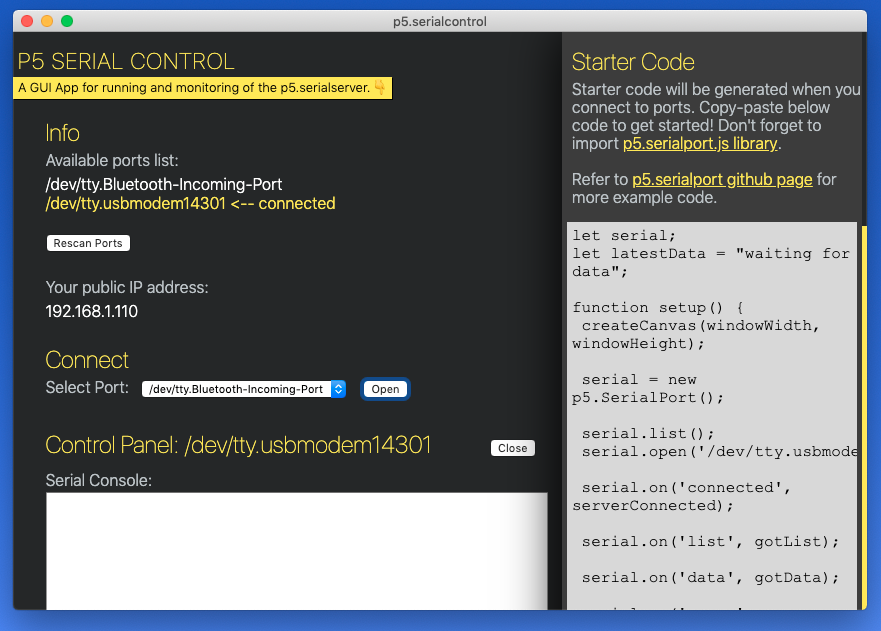 p5.serialcontrol
P5 SERIAL CONTROL
A GUI App for running and monitoring of the p5.serialserver. 👇
Info
Available ports list:
/dev/tty.Bluetooth-Incoming-Port
/dev/tty.usbmodem14301 <-- connected
Rescan Ports
Your public IP address:
192.168.1.110
Connect
Select Port: /dev/tty.Bluetooth-Incoming-Port Open
Control Panel: /dev/tty.usbmodem14301 Close
Serial Console:
Starter Code
Starter code will be generated when you
connect to ports. Copy-paste below
code to get started! Don't forget to
import p5.serialport.js library.
Refer to p5.serialport github page for
more example code.
let serial;
let latestData = "waiting for
data";
function setup() {
createCanvas(windowWidth,
windowHeight);
serial = new
p5.SerialPort();
serial.list();
serial.open('/dev/tty.usbmode
serial.on('connected',
serverConnected);
serial.on('list', gotList);
serial.on('data', gotData);